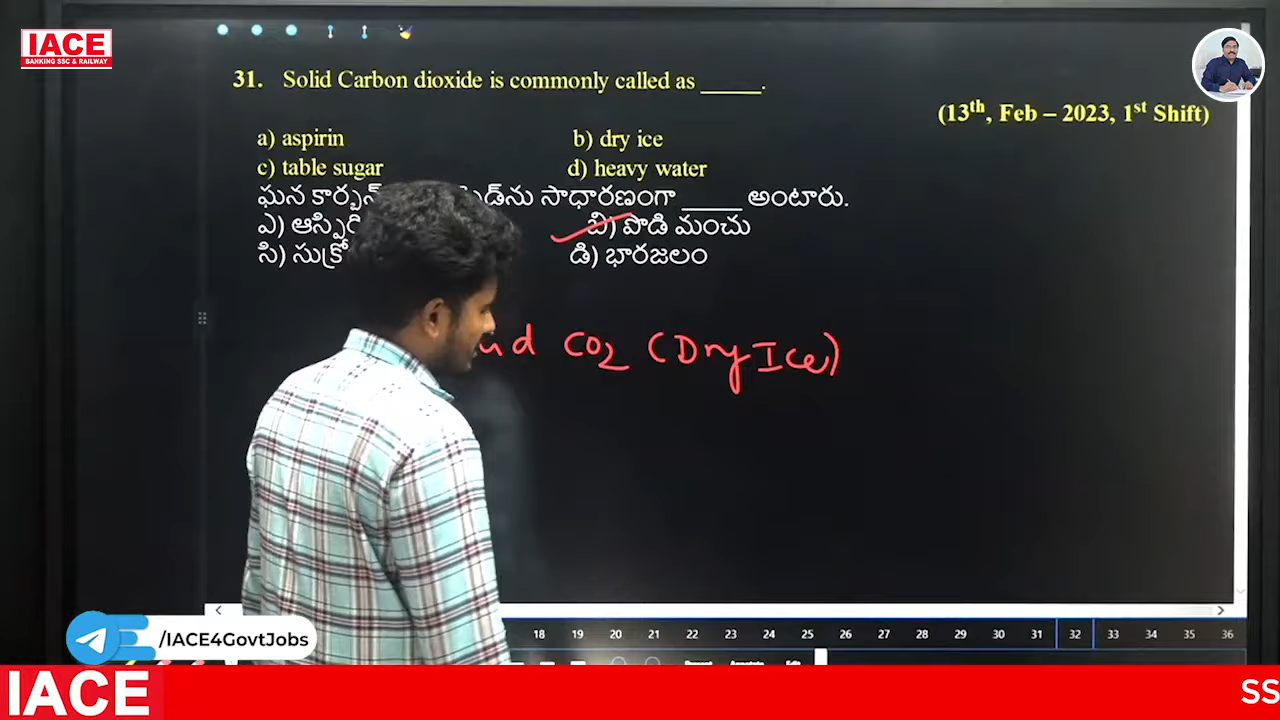 IACE
BANKING SSC & RAILWAY
31. Solid Carbon dioxide is commonly called as _____.
(13th, Feb – 2023, 1st Shift)
a) aspirin b) dry ice
c) table sugar d) heavy water
ఘన కార్బన్ సాధారణంగా _____ అంటారు.
ఎ) బి) పొడి మంచు
సి) డి) భారజలం
CO2 (Dry Ice)
/IACE4GovtJobs
18 19 20 21 22 23 24 25 26 27 28 29 30 31 32 33 34 35 36
IACE
SS